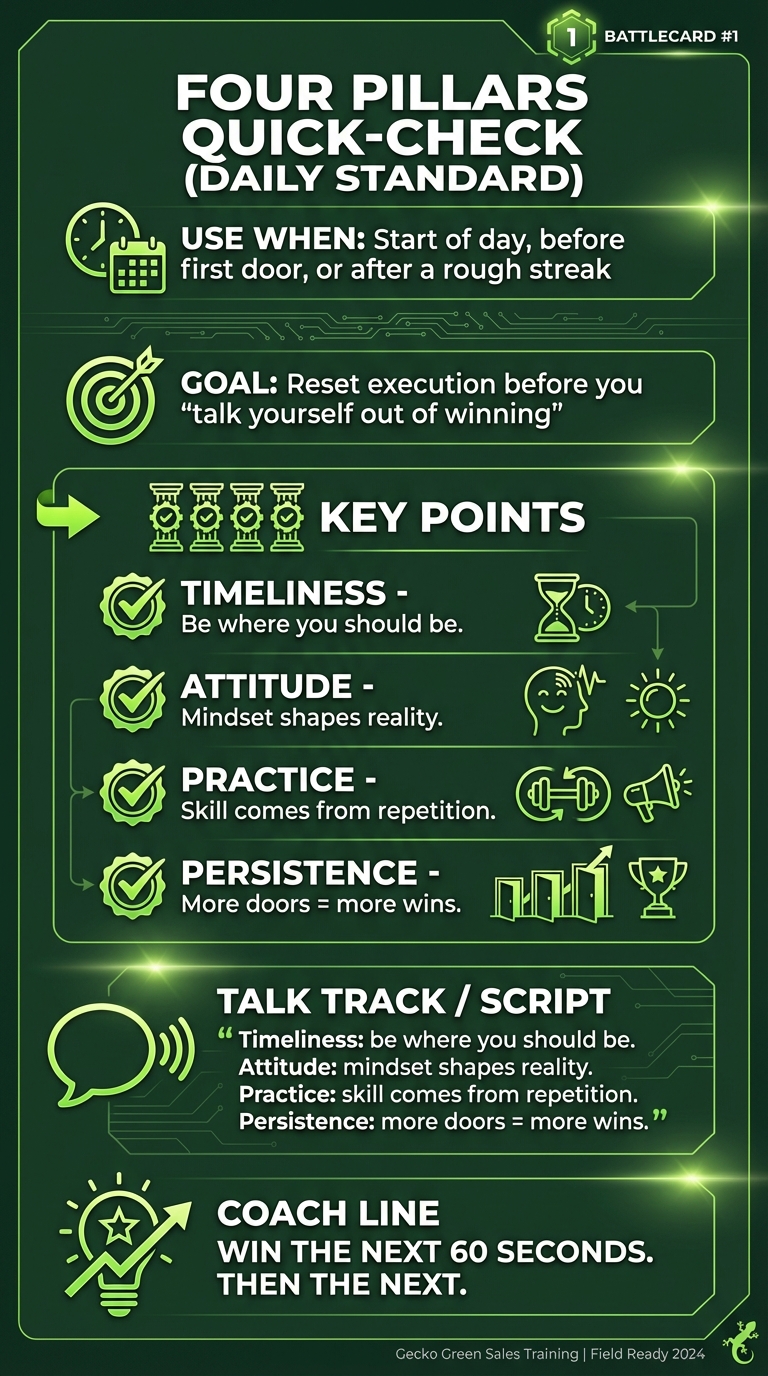 1 BATTLECARD #1
FOUR PILLARS
QUICK-CHECK
(DAILY STANDARD)
USE WHEN: Start of day, before
first door, or after a rough streak
GOAL: Reset execution before you
“talk yourself out of winning”
KEY POINTS
TIMELINESS -
Be where you should be.
ATTITUDE -
Mindset shapes reality.
PRACTICE -
Skill comes from repetition.
PERSISTENCE -
More doors = more wins.
TALK TRACK / SCRIPT
“ Timeliness: be where you should be.
Attitude: mindset shapes reality.
Practice: skill comes from repetition.
Persistence: more doors = more wins.”
COACH LINE
WIN THE NEXT 60 SECONDS.
THEN THE NEXT.
Gecko Green Sales Training | Field Ready 2024